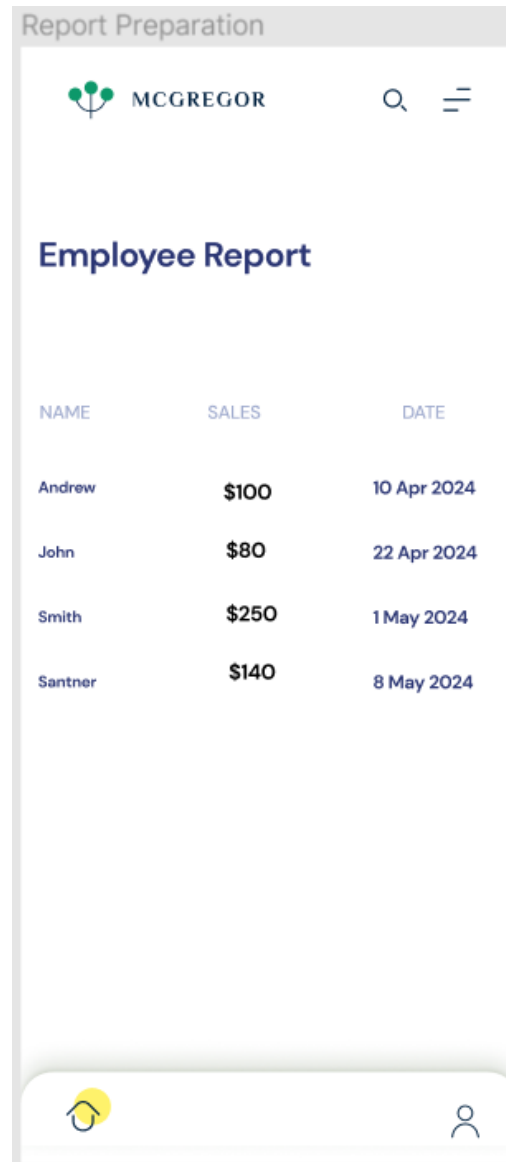 Report Preparation
MCGREGOR
Employee Report
NAME SALES DATE
Andrew $100 10 Apr 2024
John $80 22 Apr 2024
Smith $250 1 May 2024
Santner $140 8 May 2024